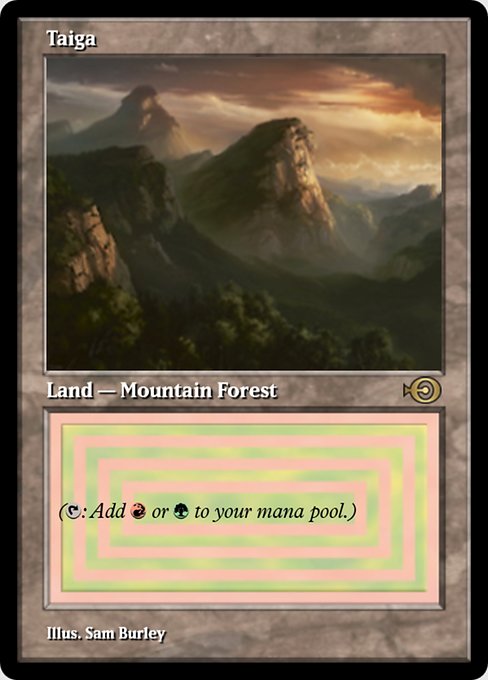 Taiga
Land — Mountain Forest
(: Add or to your mana pool.)
Illus. Sam Burley